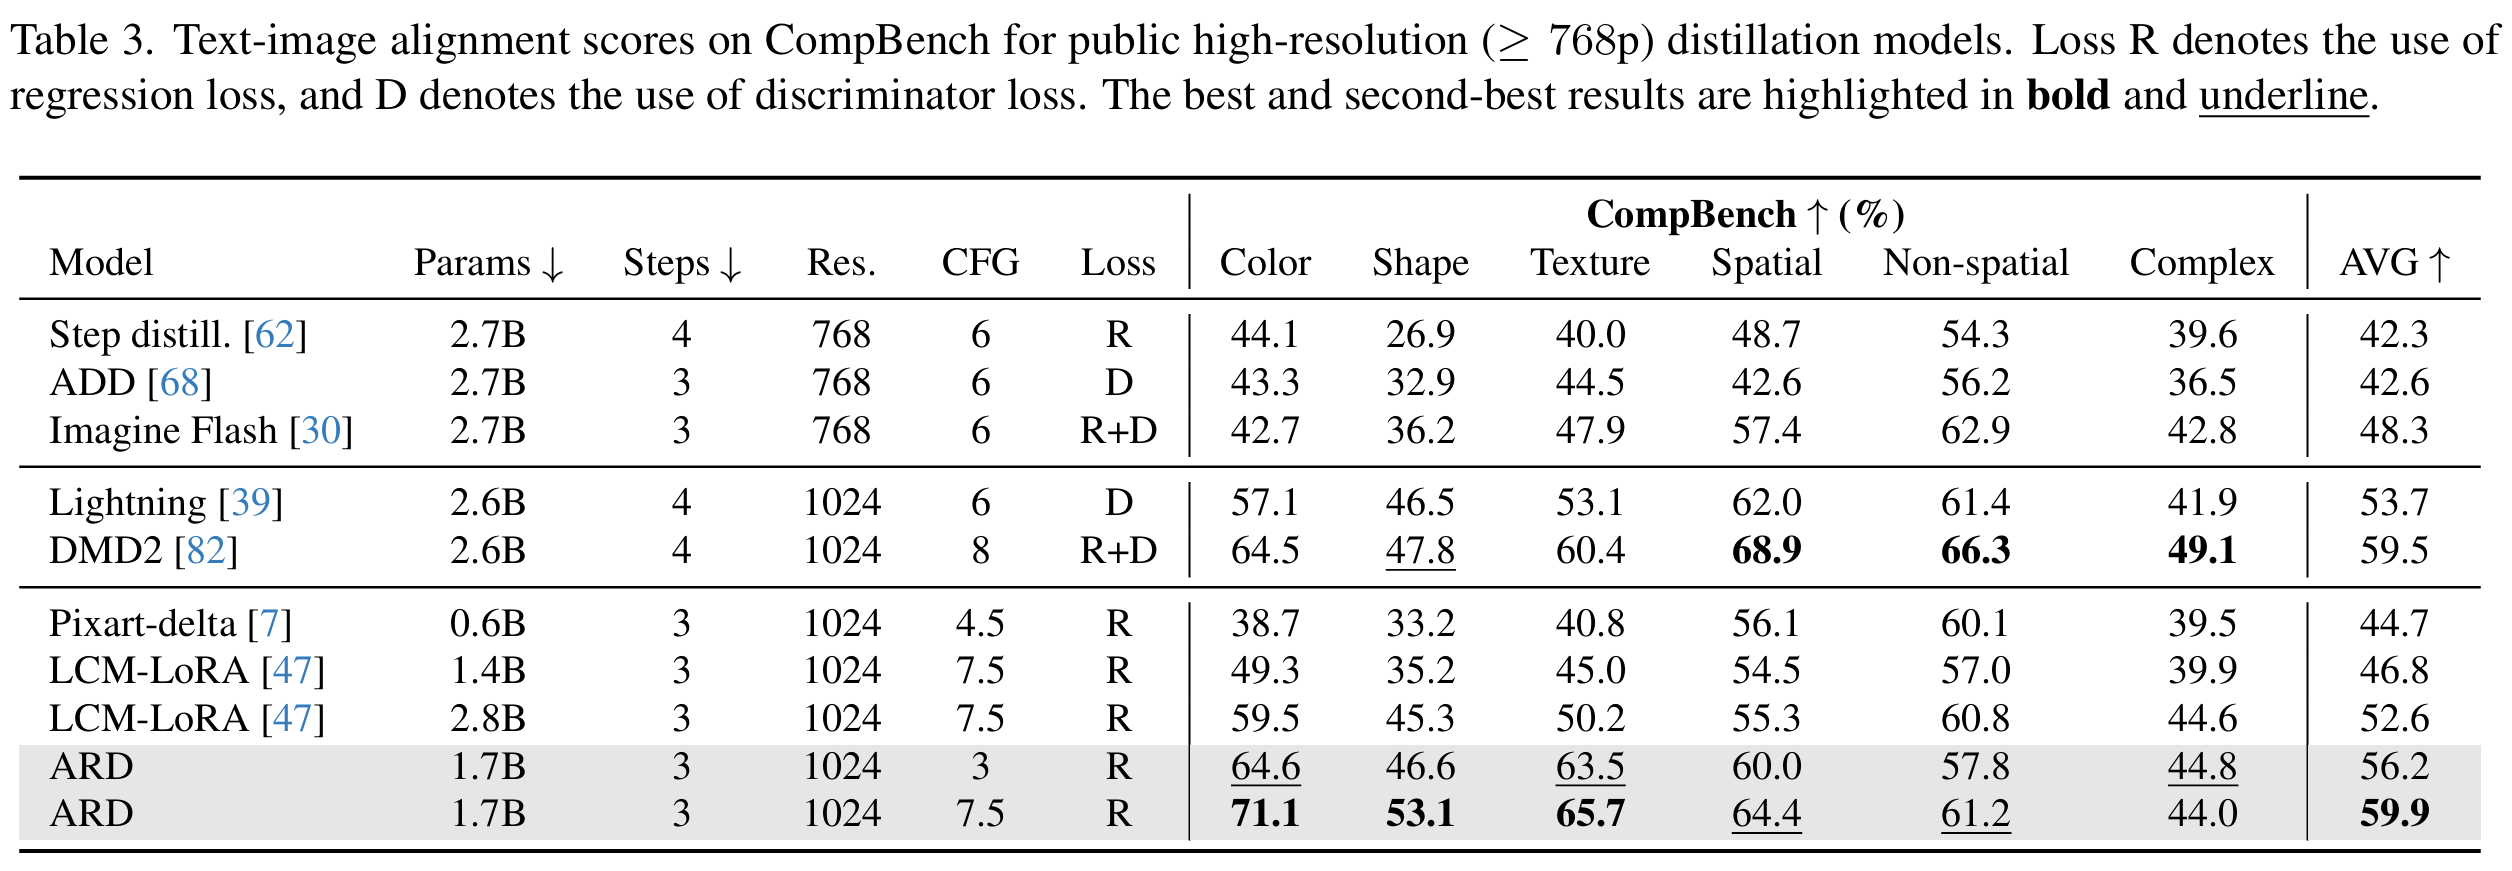 Table 3. Text-image alignment scores on CompBench for public high-resolution (≥ 768p) distillation models. Loss R denotes the use of
regression loss, and D denotes the use of discriminator loss. The best and second-best results are highlighted in bold and underline.
CompBench ↑ (%)
Model Params ↓ Steps ↓ Res. CFG Loss Color Shape Texture Spatial Non-spatial Complex AVG ↑
Step distill. [62] 2.7B 4 768 6 R 44.1 26.9 40.0 48.7 54.3 39.6 42.3
ADD [68] 2.7B 3 768 6 D 43.3 32.9 44.5 42.6 56.2 36.5 42.6
Imagine Flash [30] 2.7B 3 768 6 R+D 42.7 36.2 47.9 57.4 62.9 42.8 48.3
Lightning [39] 2.6B 4 1024 6 D 57.1 46.5 53.1 62.0 61.4 41.9 53.7
DMD2 [82] 2.6B 4 1024 8 R+D 64.5 47.8 60.4 68.9 66.3 49.1 59.5
Pixart-delta [7] 0.6B 3 1024 4.5 R 38.7 33.2 40.8 56.1 60.1 39.5 44.7
LCM-LoRA [47] 1.4B 3 1024 7.5 R 49.3 35.2 45.0 54.5 57.0 39.9 46.8
LCM-LoRA [47] 2.8B 3 1024 7.5 R 59.5 45.3 50.2 55.3 60.8 44.6 52.6
ARD 1.7B 3 1024 3 R 64.6 46.6 63.5 60.0 57.8 44.8 56.2
ARD 1.7B 3 1024 7.5 R 71.1 53.1 65.7 64.4 61.2 44.0 59.9